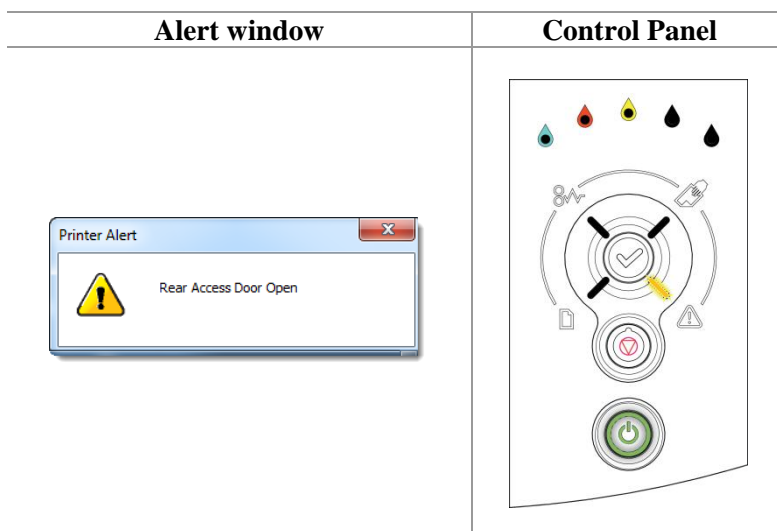 Alert window
Control Panel
Printer Alert
Rear Access Door Open